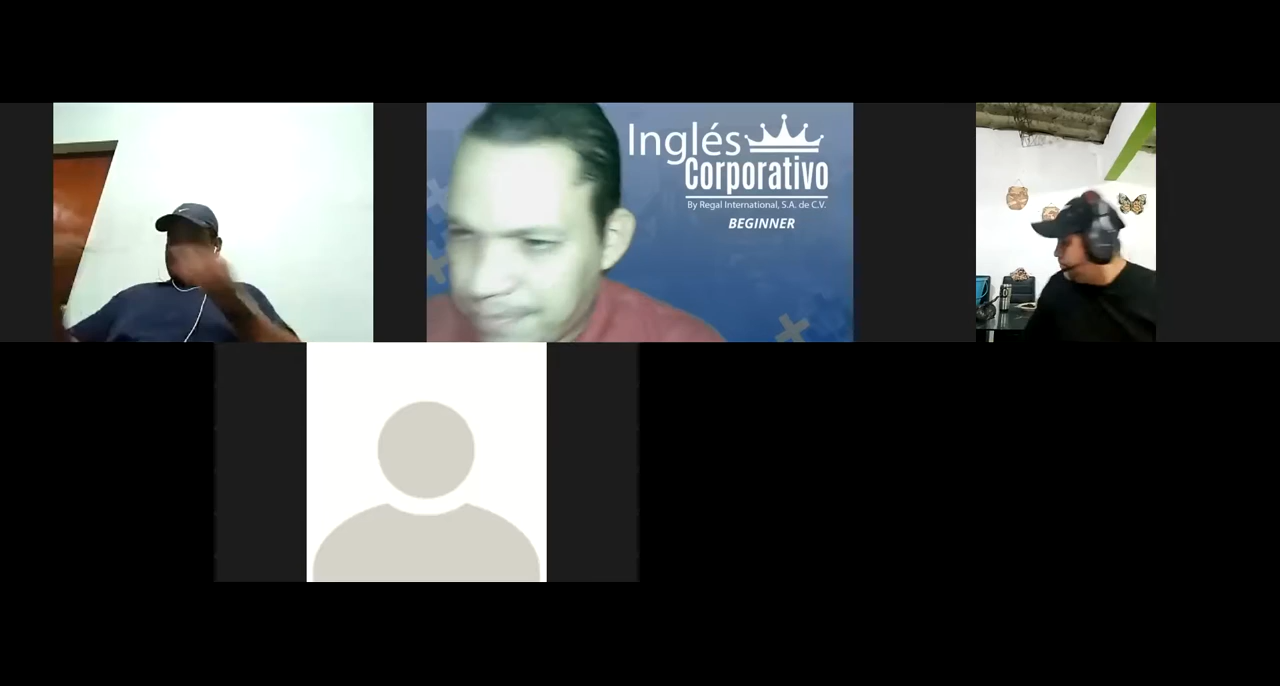 Inglés
Corporativo
By Regal International, S.A. de C.V.
BEGINNER